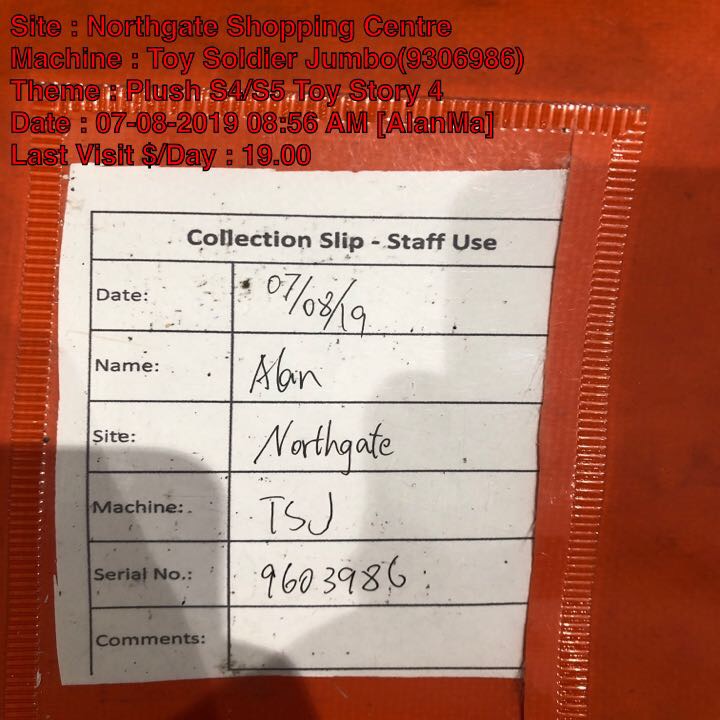 Site : Northgate Shopping Centre
Machine : Toy Soldier Jumbo(9306986)
Theme : Plush S4/S5 Toy Story 4
Date : 07-08-2019 08:56 AM [AlanMa]
Last Visit $/Day : 19.00
Collection Slip - Staff Use
Date: 07/08/19
Name: Alan
Site: Northgate
Machine: TSJ
Serial No.: 9603986
Comments: